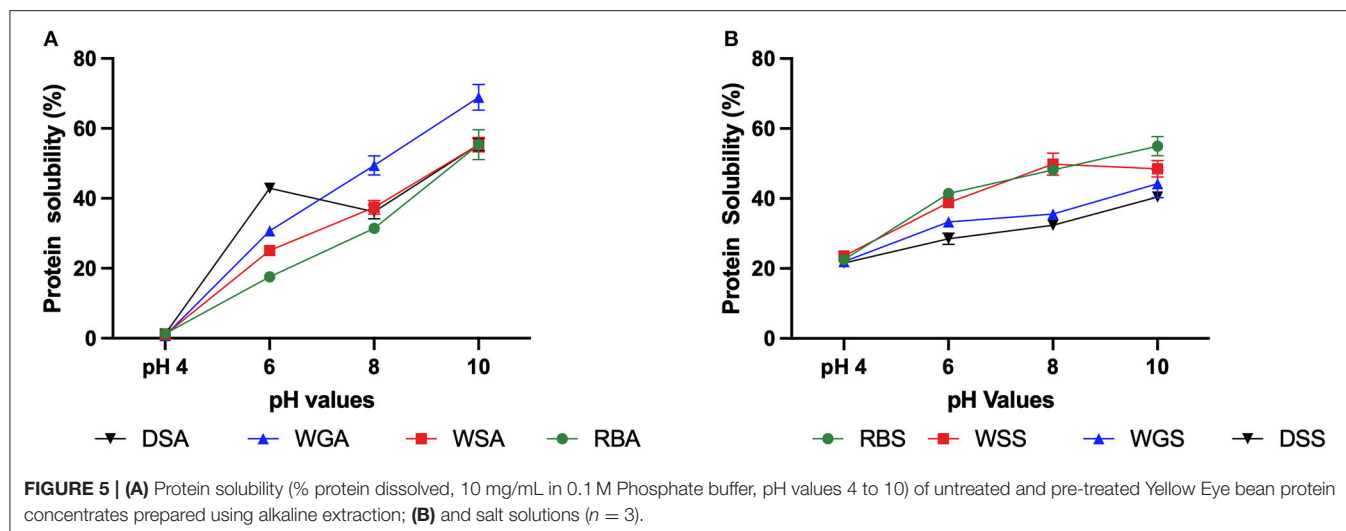 A
80
60
40
20
0
Protein solubility (%)
pH 4 6 8 10
pH values
DSA WGA WSA RBA
B
80
60
40
20
0
Protein Solubility (%)
pH 4 6 8 10
pH Values
RBS WSS WGS DSS
FIGURE 5 | (A) Protein solubility (% protein dissolved, 10 mg/mL in 0.1 M Phosphate buffer, pH values 4 to 10) of untreated and pre-treated Yellow Eye bean protein
concentrates prepared using alkaline extraction; (B) and salt solutions (n = 3).